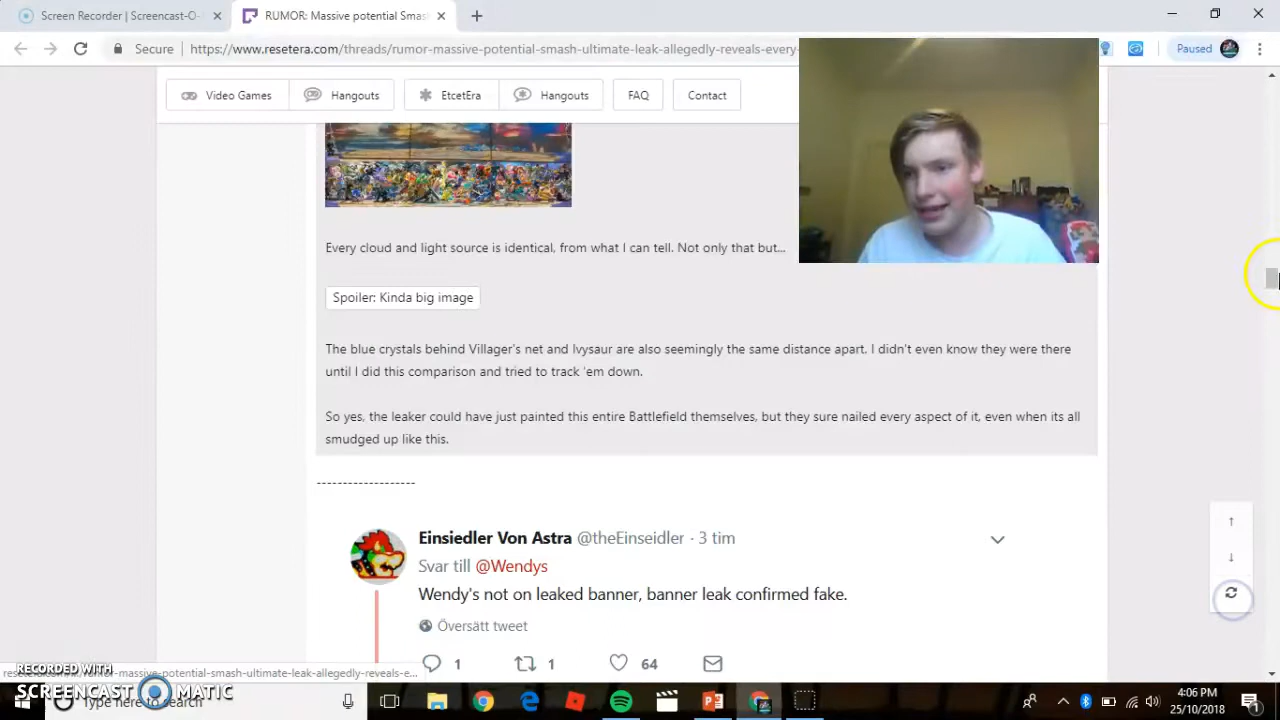 Screen Recorder | Screencast-O-
RUMOR: Massive potential Smas
Secure
https://www.resetera.com/threads/rumor-massive-potential-smash-ultimate-leak-allegedly-reveals-every-
Paused
Video Games
Hangouts
EtcetEra
Hangouts
FAQ
Contact
Every cloud and light source is identical, from what I can tell. Not only that but...
Spoiler: Kinda big image
The blue crystals behind Villager's net and Ivysaur are also seemingly the same distance apart. I didn't even know they were there
until I did this comparison and tried to track 'em down.
So yes, the leaker could have just painted this entire Battlefield themselves, but they sure nailed every aspect of it, even when its all
smudged up like this.
-------------------
Einsiedler Von Astra @theEinseidler · 3 tim
Svar till @Wendys
Wendy's not on leaked banner, banner leak confirmed fake.
Översätt tweet
1
1
64
RECORDED WITH
SCREENCAST MATIC
Type here to search
4:06 PM
25/10/2018
1